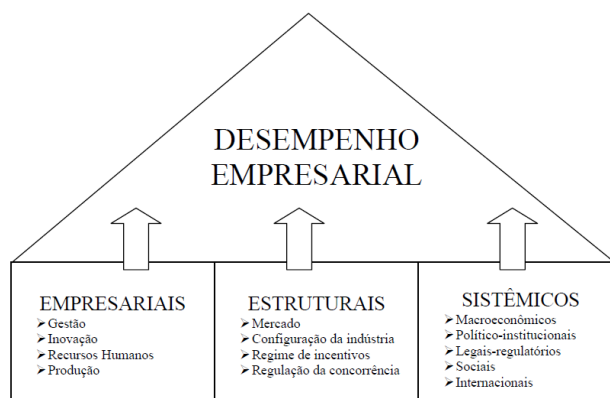 DESEMPENHO
EMPRESARIAL
EMPRESARIAIS
➢ Gestão
➢ Inovação
➢ Recursos Humanos
➢ Produção
ESTRUTURAIS
➢ Mercado
➢ Configuração da indústria
➢ Regime de incentivos
➢ Regulação da concorrência
SISTÊMICOS
➢ Macroeconômicos
➢ Político-institucionais
➢ Legais-regulatórios
➢ Sociais
➢ Internacionais